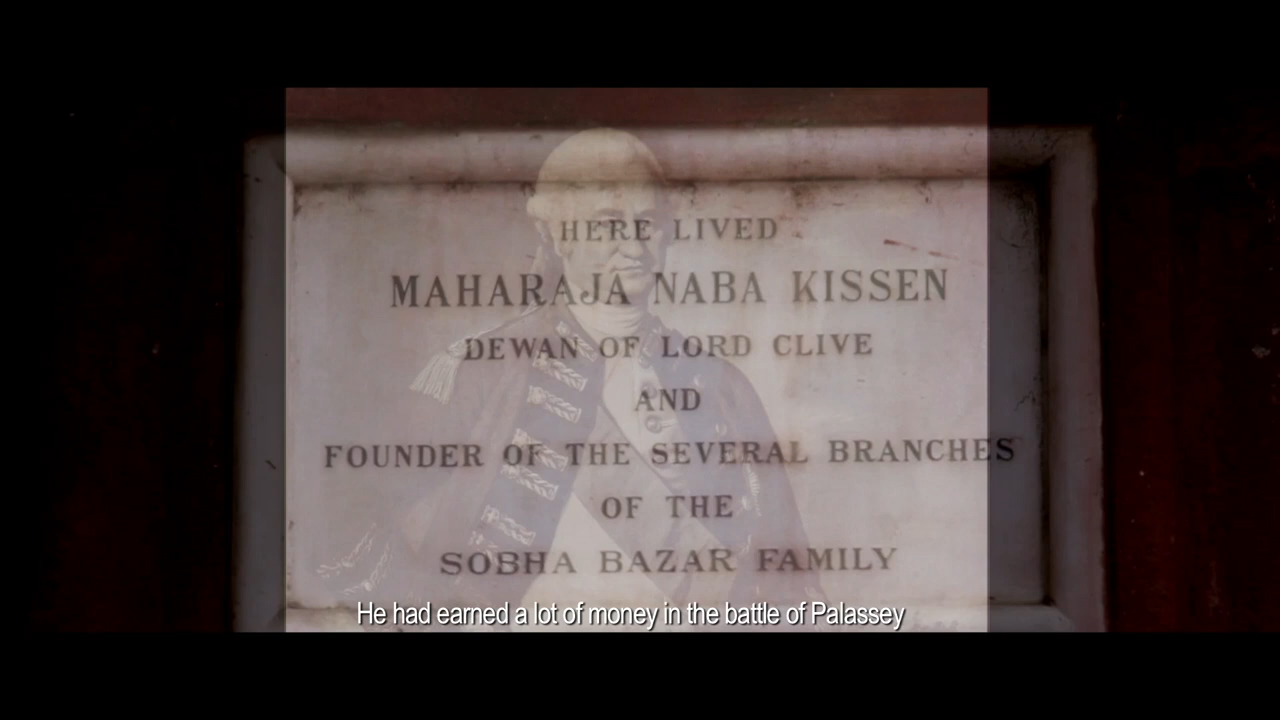 HERE LIVED
MAHARAJA NABA KISSEN
DEWAN OF LORD CLIVE
AND
FOUNDER OF THE SEVERAL BRANCHES
OF THE
SOBHA BAZAR FAMILY
He had earned a lot of money in the battle of Palassey